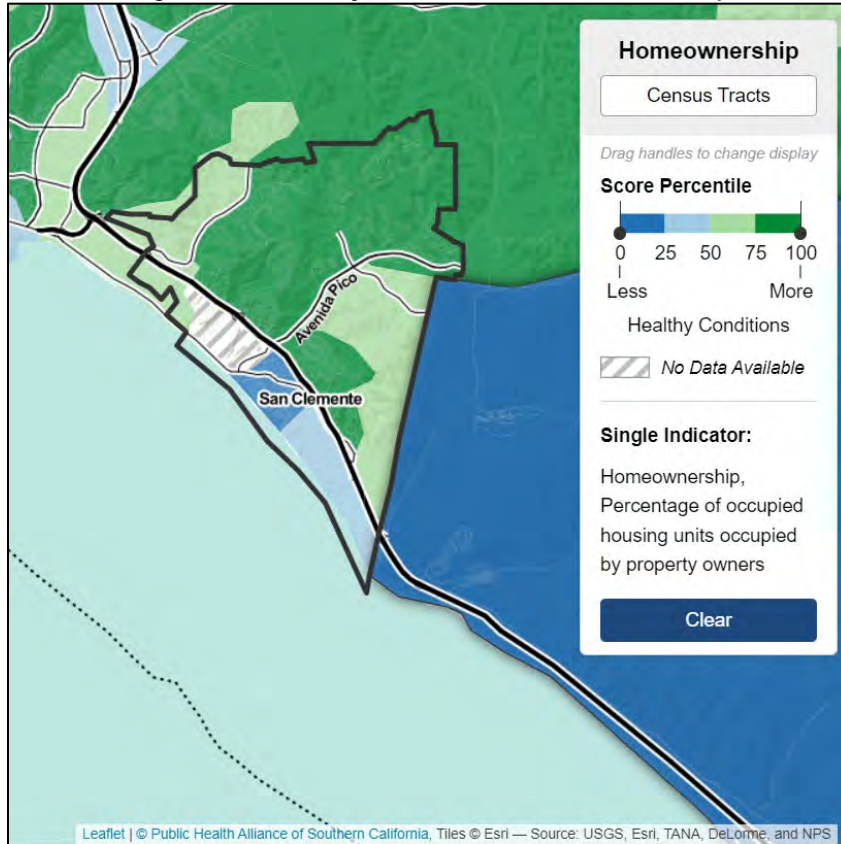 Homeownership
Census Tracts
Drag handles to change display
Score Percentile
0 25 50 75 100
Less More
Healthy Conditions
No Data Available
Single Indicator:
Homeownership,
Percentage of occupied
housing units occupied
by property owners
Clear
Avenida Pico
San Clemente
Leaflet | © Public Health Alliance of Southern California, Tiles © Esri — Source: USGS, Esri, TANA, DeLorme, and NPS